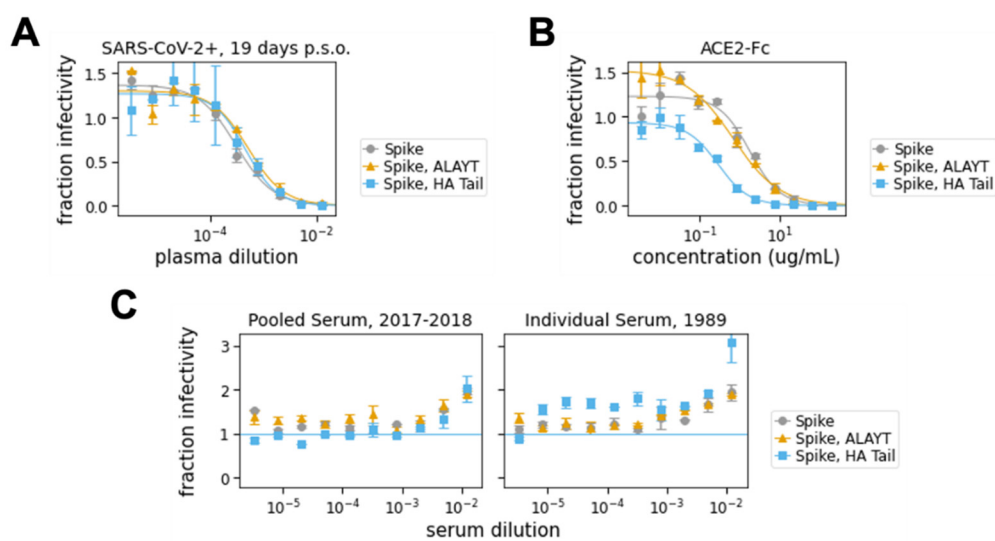 A
SARS-CoV-2+, 19 days p.s.o.
fraction infectivity
1.5
1.0
0.5
0.0
10⁻⁴
10⁻²
plasma dilution
Spike
Spike, ALAYT
Spike, HA Tail
B
ACE2-Fc
fraction infectivity
1.5
1.0
0.5
0.0
10⁻¹
10¹
concentration (ug/mL)
Spike
Spike, ALAYT
Spike, HA Tail
C
Pooled Serum, 2017-2018
Individual Serum, 1989
fraction infectivity
3
2
1
0
10⁻⁵
10⁻⁴
10⁻³
10⁻²
10⁻⁵
10⁻⁴
10⁻³
10⁻²
serum dilution
Spike
Spike, ALAYT
Spike, HA Tail